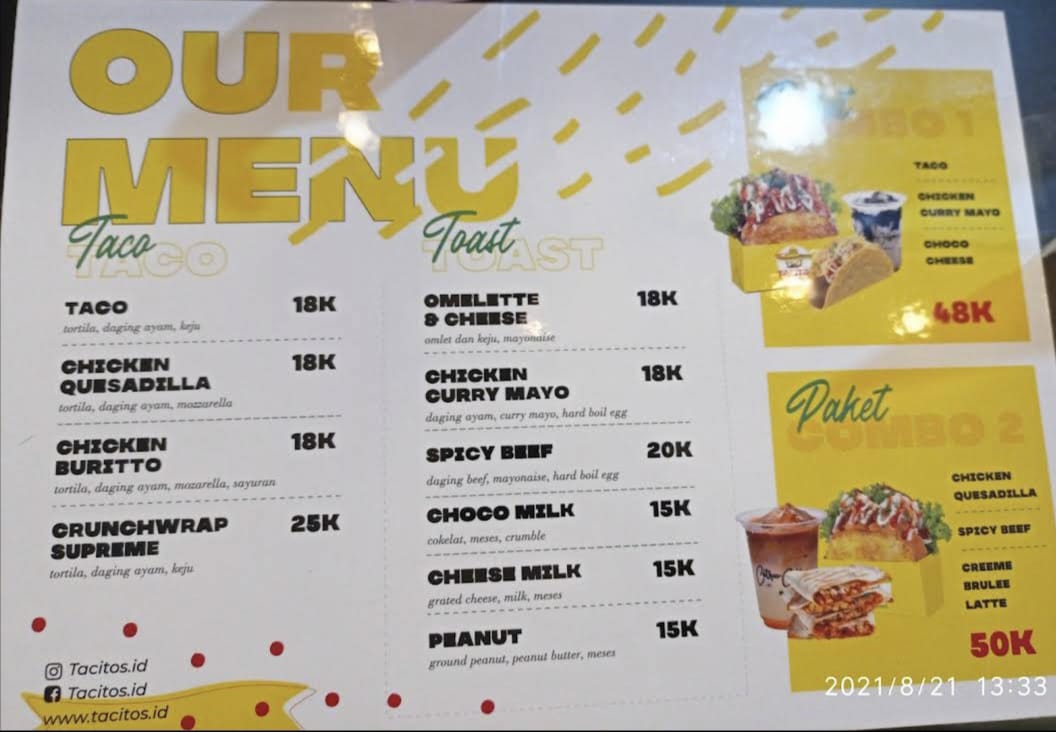 OUR
MENU
Taco
TACO
TACO 18K
tortila, daging ayam, keju
CHICKEN 18K
QUESADILLA
tortila, daging ayam, mozzarella
CHICKEN 18K
BURITTO
tortila, daging ayam, mozarella, sayuran
CRUNCHWRAP 25K
SUPREME
tortila, daging ayam, keju
Tacitos.id
Tacitos.id
www.tacitos.id
Toast
TOAST
OMELETTE 18K
& CHEESE
omlet dan keju, mayonaise
CHICKEN 18K
CURRY MAYO
daging ayam, curry mayo, hard boil egg
SPICY BEEF 20K
daging beef, mayonaise, hard boil egg
CHOCO MILK 15K
cokelat, meses, crumble
CHEESE MILK 15K
grated cheese, milk, meses
PEANUT 15K
ground peanut, peanut butter, meses
COMBO 1
TACO
CHICKEN
CURRY MAYO
CHOCO
CHEESE
48K
Paket
COMBO 2
CHICKEN
QUESADILLA
SPICY BEEF
CREEME
BRULEE
LATTE
50K
2021/8/21 13:33